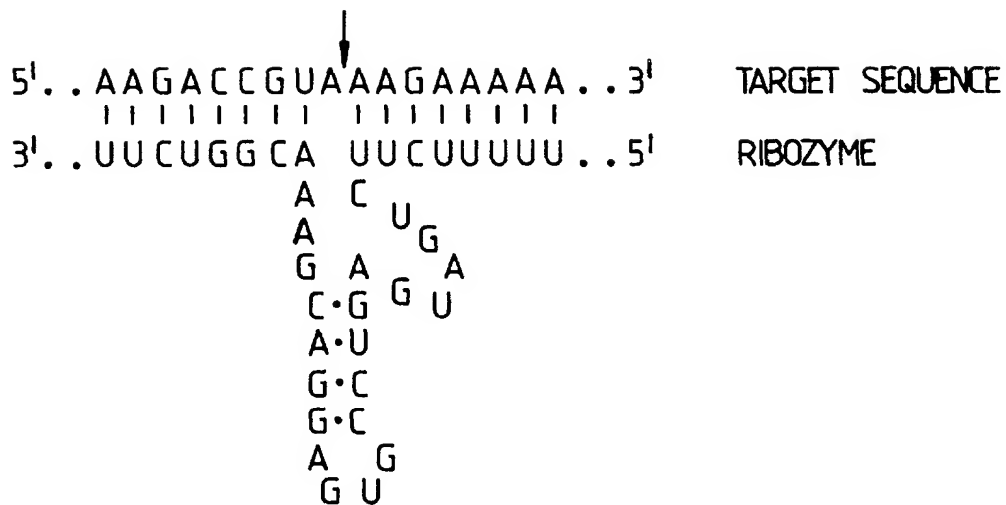 5'..AAGACCGUAAAGAAAAA..3' TARGET SEQUENCE
3'..UUCUGGCA UUCUUUUU..5' RIBOZYME
A C
U
A
G
G A A
G U
C·G
A·U
G·C
G·C
A G
G U